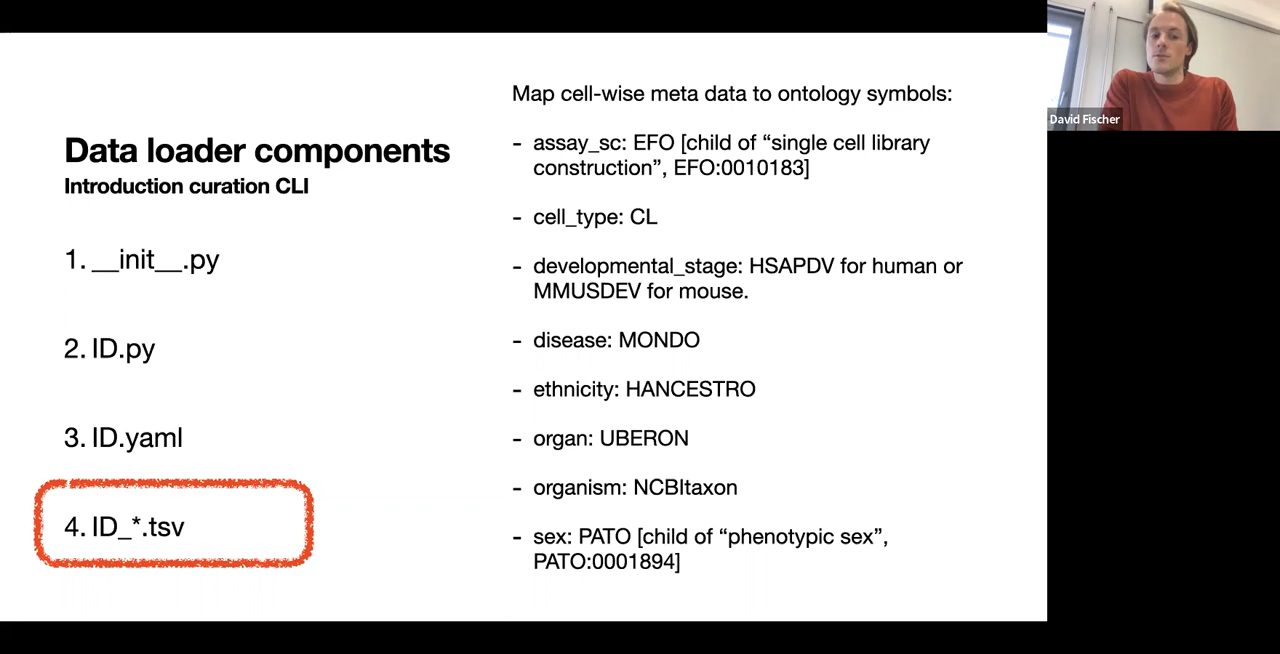 Data loader components
Introduction curation CLI
1. __init__.py
2. ID.py
3. ID.yaml
4. ID_*.tsv
Map cell-wise meta data to ontology symbols:
- assay_sc: EFO [child of “single cell library
construction”, EFO:0010183]
- cell_type: CL
- developmental_stage: HSAPDV for human or
MMUSDEV for mouse.
- disease: MONDO
- ethnicity: HANCESTRO
- organ: UBERON
- organism: NCBItaxon
- sex: PATO [child of “phenotypic sex”,
PATO:0001894]
David Fischer